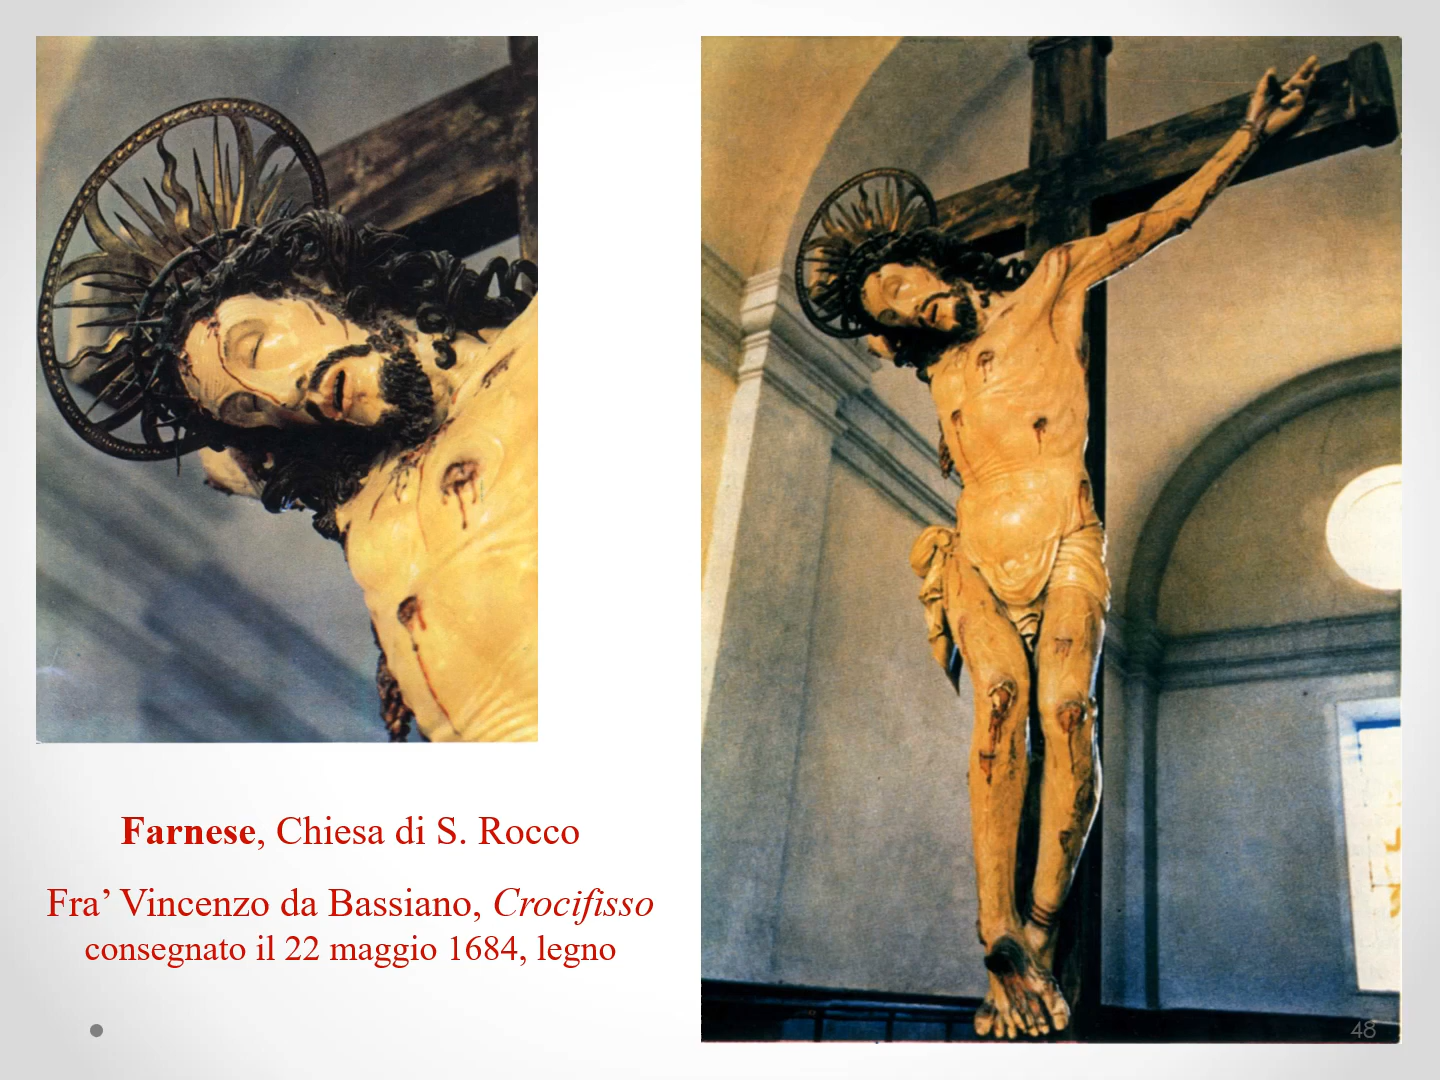 Farnese, Chiesa di S. Rocco
Fra’ Vincenzo da Bassiano, Crocifisso
consegnato il 22 maggio 1684, legno
48